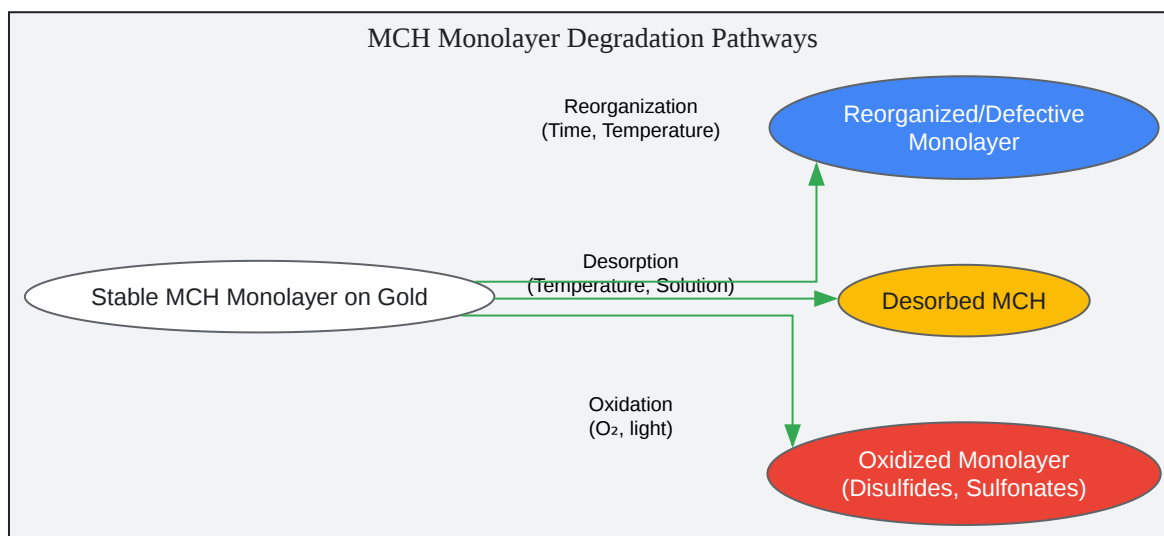 MCH Monolayer Degradation Pathways
Reorganization
(Time, Temperature)
Reorganized/Defective
Monolayer
Desorption
(Temperature, Solution)
Stable MCH Monolayer on Gold
Desorbed MCH
Oxidation
(O₂, light)
Oxidized Monolayer
(Disulfides, Sulfonates)